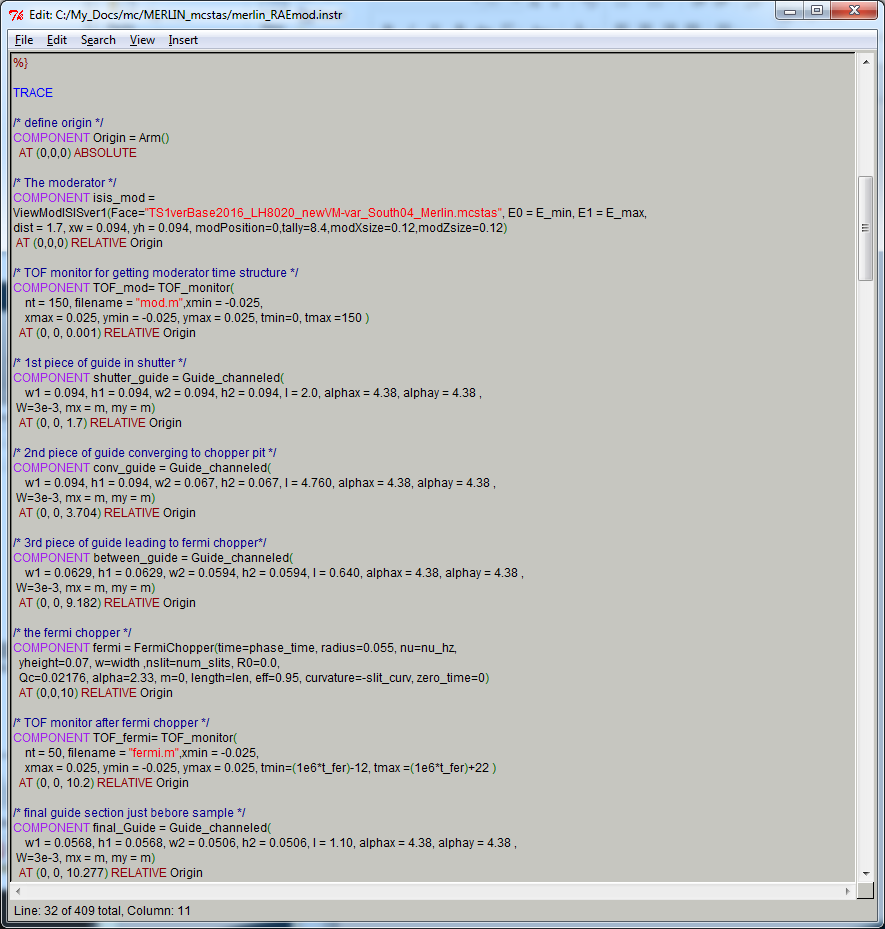 Edit: C:/My_Docs/mc/MERLIN_mcstas/merlin_RAEmod.instr
File Edit Search View Insert
%}
TRACE
/* define origin */
COMPONENT Origin = Arm()
AT (0,0,0) ABSOLUTE
/* The moderator */
COMPONENT isis_mod =
ViewModISISver1(Face="TS1verBase2016_LH8020_newVM-var_South04_Merlin.mcstas", E0 = E_min, E1 = E_max,
dist = 1.7, xw = 0.094, yh = 0.094, modPosition=0,tally=8.4,modXsize=0.12,modZsize=0.12)
AT (0,0,0) RELATIVE Origin
/* TOF monitor for getting moderator time structure */
COMPONENT TOF_mod= TOF_monitor(
nt = 150, filename = "mod.m",xmin = -0.025,
xmax = 0.025, ymin = -0.025, ymax = 0.025, tmin=0, tmax =150 )
AT (0, 0, 0.001) RELATIVE Origin
/* 1st piece of guide in shutter */
COMPONENT shutter_guide = Guide_channeled(
w1 = 0.094, h1 = 0.094, w2 = 0.094, h2 = 0.094, l = 2.0, alphax = 4.38, alphay = 4.38 ,
W=3e-3, mx = m, my = m)
AT (0, 0, 1.7) RELATIVE Origin
/* 2nd piece of guide converging to chopper pit */
COMPONENT conv_guide = Guide_channeled(
w1 = 0.094, h1 = 0.094, w2 = 0.067, h2 = 0.067, l = 4.760, alphax = 4.38, alphay = 4.38 ,
W=3e-3, mx = m, my = m)
AT (0, 0, 3.704) RELATIVE Origin
/* 3rd piece of guide leading to fermi chopper*/
COMPONENT between_guide = Guide_channeled(
w1 = 0.0629, h1 = 0.0629, w2 = 0.0594, h2 = 0.0594, l = 0.640, alphax = 4.38, alphay = 4.38 ,
W=3e-3, mx = m, my = m)
AT (0, 0, 9.182) RELATIVE Origin
/* the fermi chopper */
COMPONENT fermi = FermiChopper(time=phase_time, radius=0.055, nu=nu_hz,
yheight=0.07, w=width ,nslit=num_slits, R0=0.0,
Qc=0.02176, alpha=2.33, m=0, length=len, eff=0.95, curvature=-slit_curv, zero_time=0)
AT (0,0,10) RELATIVE Origin
/* TOF monitor after fermi chopper */
COMPONENT TOF_fermi= TOF_monitor(
nt = 50, filename = "fermi.m",xmin = -0.025,
xmax = 0.025, ymin = -0.025, ymax = 0.025, tmin=(1e6*t_fer)-12, tmax =(1e6*t_fer)+22 )
AT (0, 0, 10.2) RELATIVE Origin
/* final guide section just bebore sample */
COMPONENT final_Guide = Guide_channeled(
w1 = 0.0568, h1 = 0.0568, w2 = 0.0506, h2 = 0.0506, l = 1.10, alphax = 4.38, alphay = 4.38 ,
W=3e-3, mx = m, my = m)
AT (0, 0, 10.277) RELATIVE Origin
Line: 32 of 409 total, Column: 11